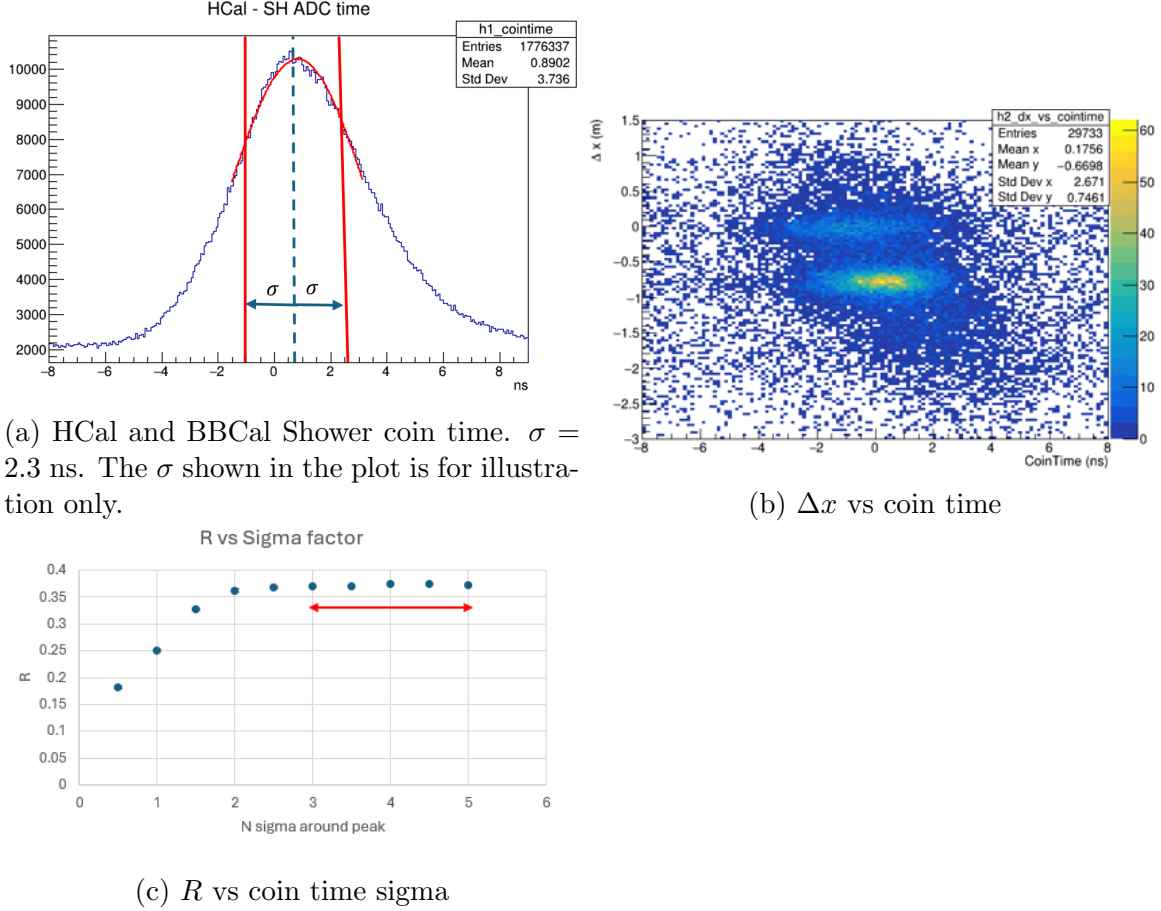 HCal - SH ADC time
h1_cointime
Entries 1776337
Mean 0.8902
Std Dev 3.736
10000
9000
8000
7000
6000
5000
4000
3000
2000
σ σ
−8 −6 −4 −2 0 2 4 6 8
ns
(a) HCal and BBCal Shower coin time. σ =
2.3 ns. The σ shown in the plot is for illustra-
tion only.
h2_dx_vs_cointime
Entries 29733
Mean x 0.1756
Mean y −0.6698
Std Dev x 2.671
Std Dev y 0.7461
Δ x (m)
1.5
1
0.5
0
−0.5
−1
−1.5
−2
−2.5
−3
−8 −6 −4 −2 0 2 4 6 8
CoinTime (ns)
60
50
40
30
20
10
0
(b) Δx vs coin time
R vs Sigma factor
0.4
0.35
0.3
0.25
0.2
0.15
0.1
0.05
0
R
0 1 2 3 4 5 6
N sigma around peak
(c) R vs coin time sigma